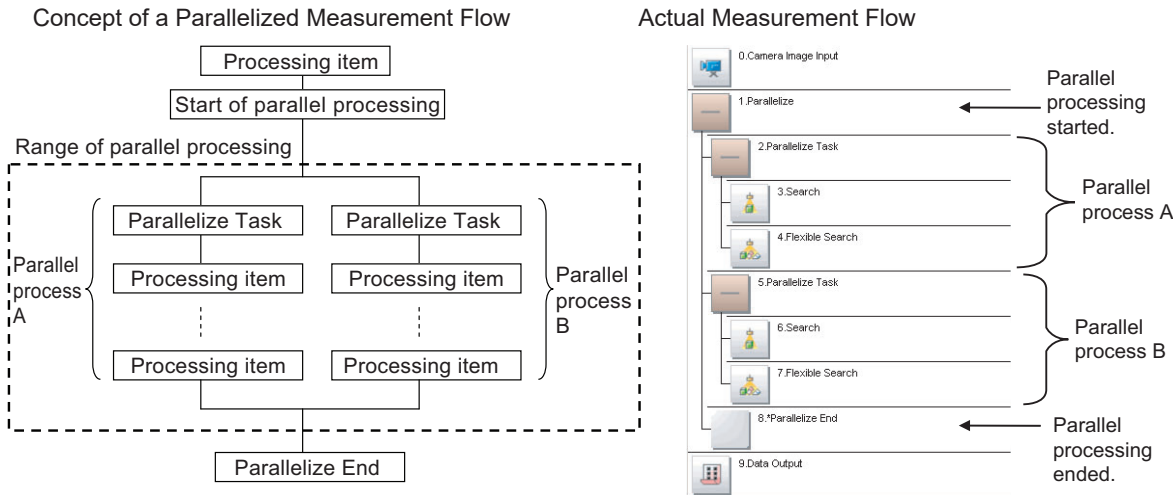 Concept of a Parallelized Measurement Flow
Processing item
Start of parallel processing
Range of parallel processing
Parallelize Task
Parallelize Task
Parallel
process
A
Processing item
Processing item
Parallel
process
B
Processing item
Processing item
Parallelize End
Actual Measurement Flow
0.Camera Image Input
1.Parallelize
Parallel
processing
started.
2.Parallelize Task
3.Search
4.Flexible Search
Parallel
process A
5.Parallelize Task
6.Search
7.Flexible Search
Parallel
process B
8.*Parallelize End
Parallel
processing
ended.
9.Data Output